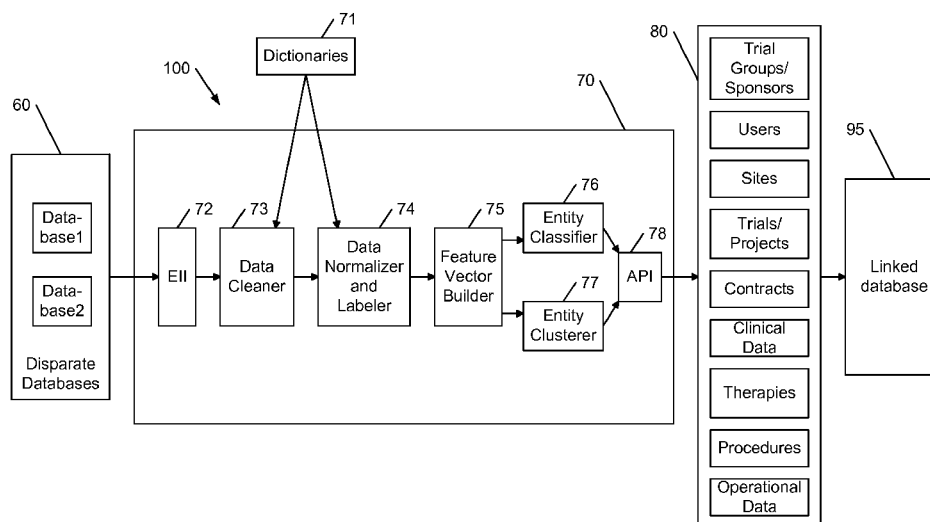 71
Dictionaries
100
80
Trial
Groups/
Sponsors
60
70
95
Users
Sites
Data-
base1
Data-
base2
Disparate
Databases
72
EII
73
Data
Cleaner
74
Data
Normalizer
and
Labeler
75
Feature
Vector
Builder
76
Entity
Classifier
77
Entity
Clusterer
78
API
Trials/
Projects
Contracts
Clinical
Data
Therapies
Procedures
Operational
Data
Linked
database